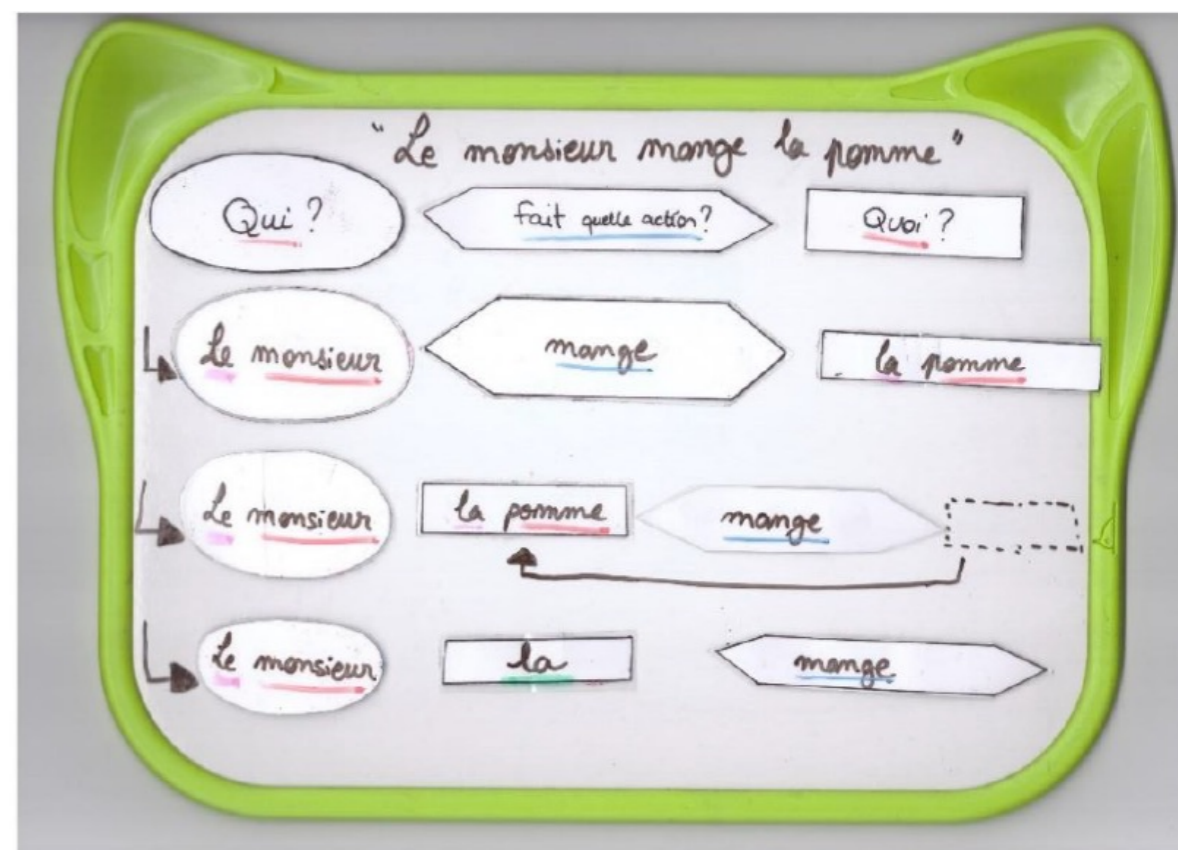 "Le monsieur mange la pomme"
Qui ? fait quelle action ? Quoi ?
Le monsieur mange la pomme
Le monsieur la pomme mange
Le monsieur la mange